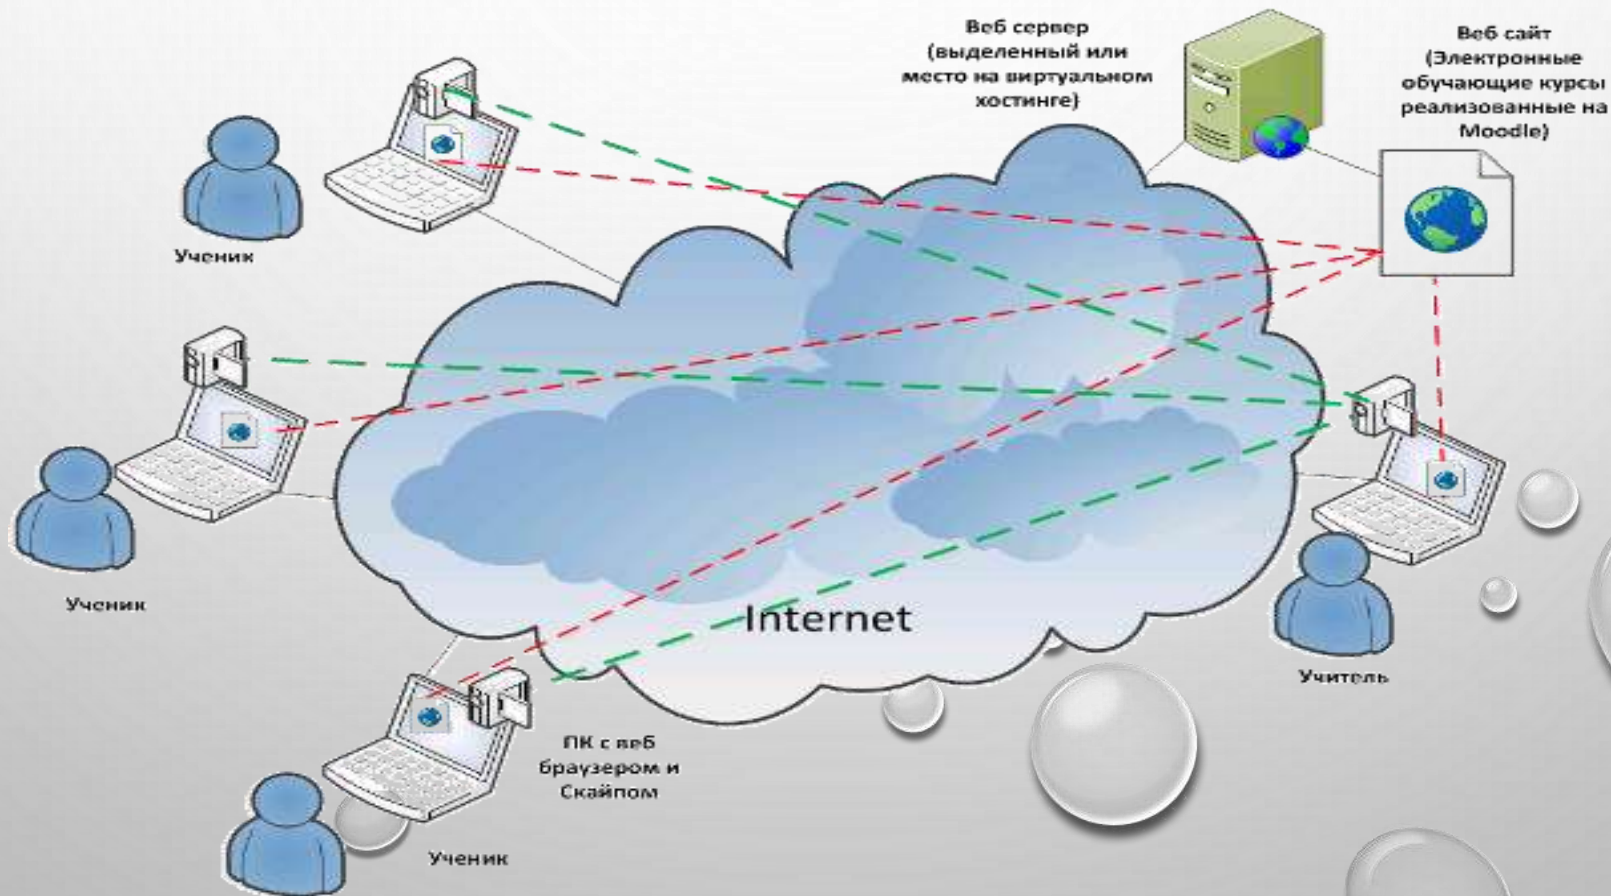 Веб сервер
(выделенный или
место на виртуальном
хостинге)
Веб сайт
(Электронные
обучающие курсы
реализованные на
Moodle)
Ученик
Ученик
Internet
Учитель
ПК с веб
браузером и
Скайпом
Ученик